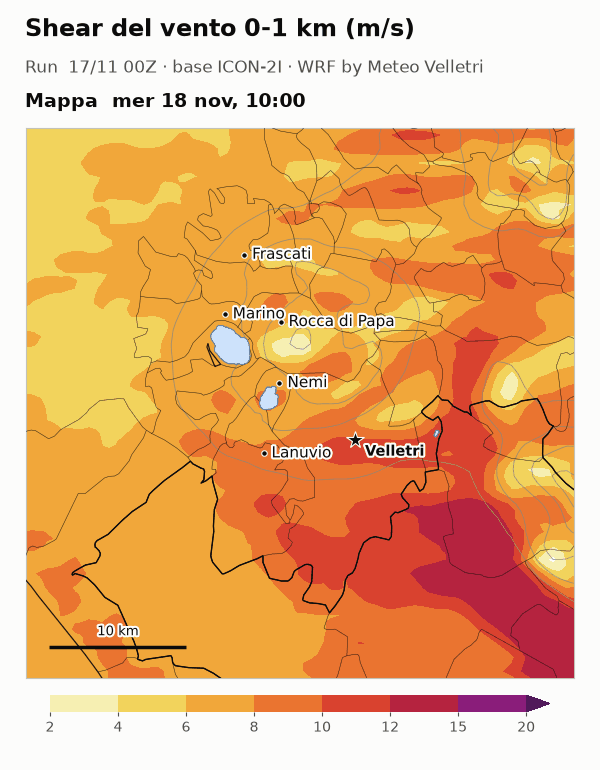 Shear del vento 0-1 km (m/s)
Run  17/11 00Z · base ICON-2I · WRF by Meteo Velletri
Mappa  mer 18 nov, 10:00
Frascati
Marino
Rocca di Papa
Nemi
Velletri
Lanuvio
10 km
2 4 6 8 10 12 15 20